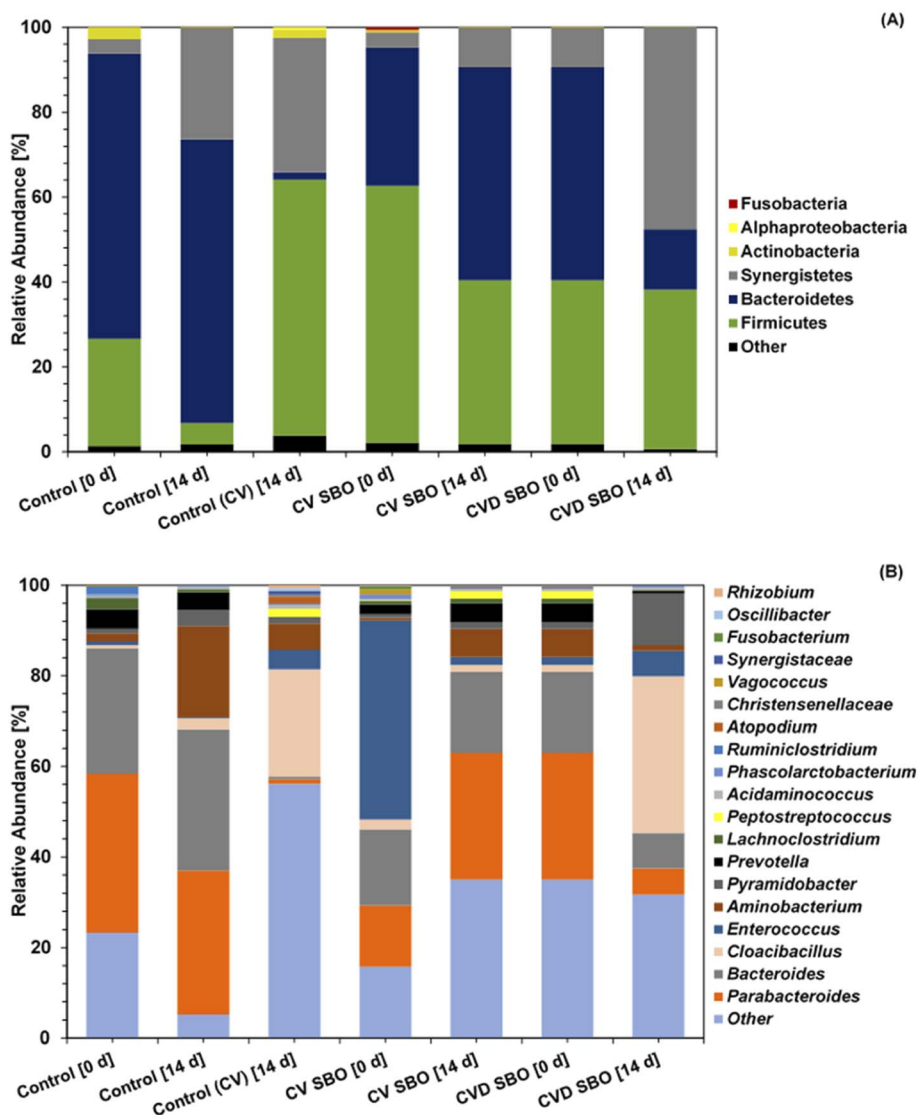 (A)
100
80
60
40
20
0
Relative Abundance [%]
Control [0 d]
Control [14 d]
Control (CV) [14 d]
CV SBO [0 d]
CV SBO [14 d]
CVD SBO [0 d]
CVD SBO [14 d]
Fusobacteria
Alphaproteobacteria
Actinobacteria
Synergistetes
Bacteroidetes
Firmicutes
Other
(B)
100
80
60
40
20
0
Relative Abundance [%]
Control [0 d]
Control [14 d]
Control (CV) [14 d]
CV SBO [0 d]
CV SBO [14 d]
CVD SBO [0 d]
CVD SBO [14 d]
Rhizobium
Oscillibacter
Fusobacterium
Synergistaceae
Vagococcus
Christensenellaceae
Atopodium
Ruminiclostridium
Phascolarctobacterium
Acidaminococcus
Peptostreptococcus
Lachnoclostridium
Prevotella
Pyramidobacter
Aminobacterium
Enterococcus
Cloacibacillus
Bacteroides
Parabacteroides
Other